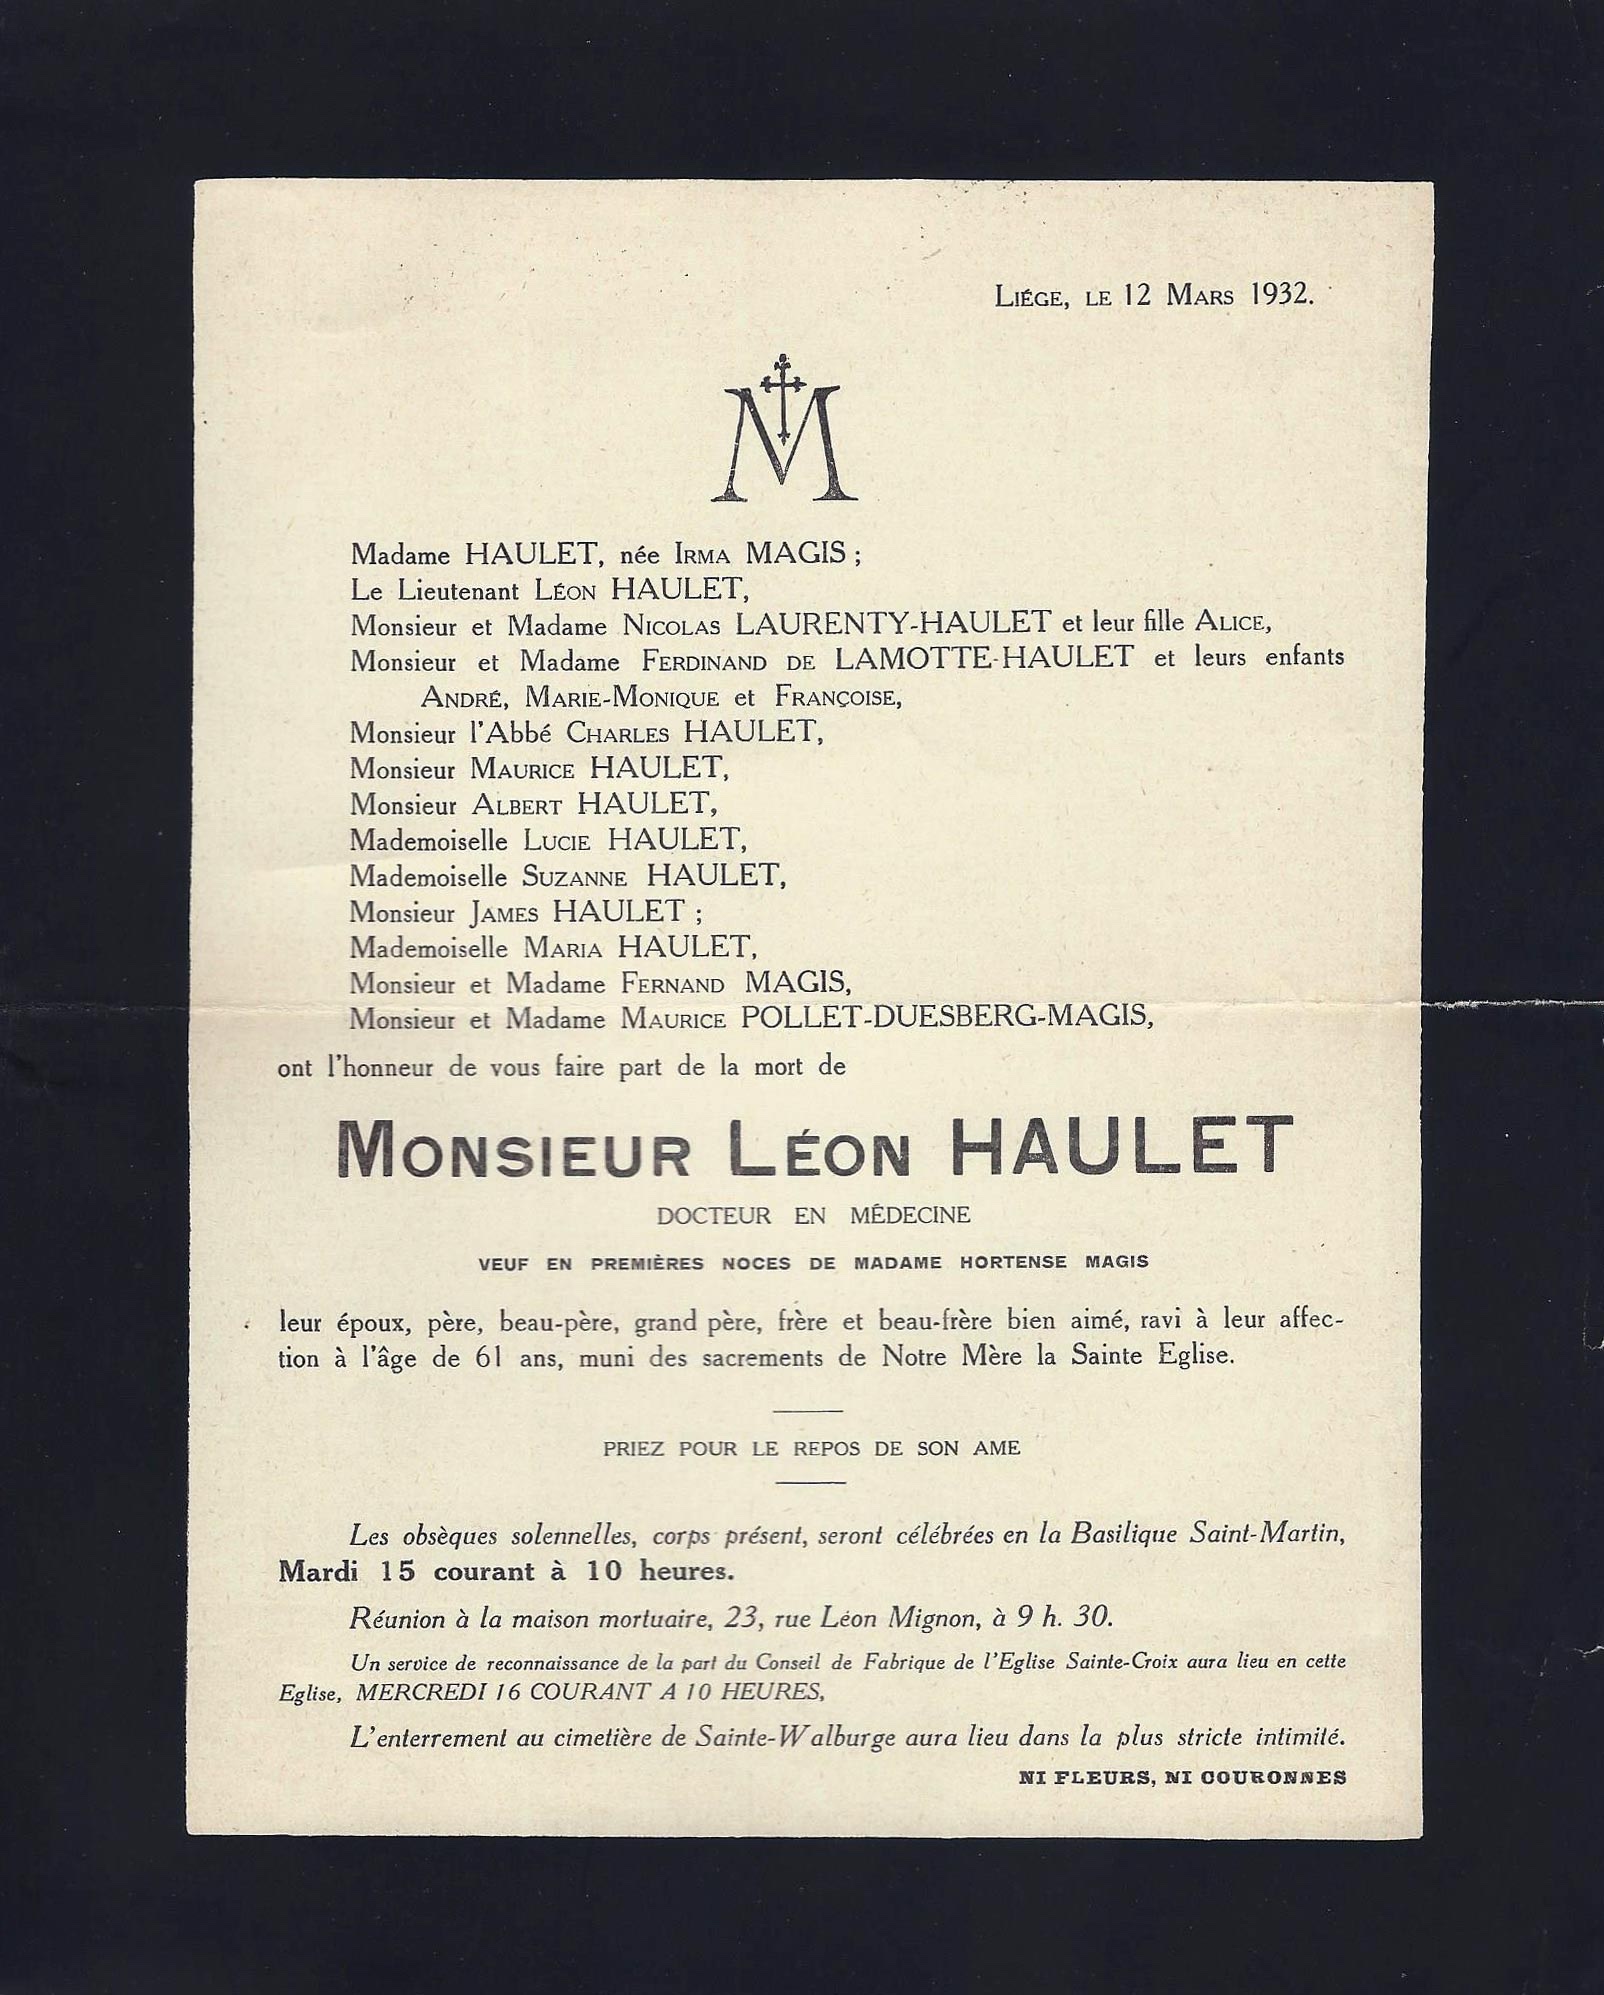 Liége, le 12 Mars 1932.
M
Madame HAULET, née Irma MAGIS ;
Le Lieutenant Léon HAULET,
Monsieur et Madame Nicolas LAURENTY-HAULET et leur fille Alice,
Monsieur et Madame Ferdinand de LAMOTTE-HAULET et leurs enfants
André, Marie-Monique et Françoise,
Monsieur l'Abbé Charles HAULET,
Monsieur Maurice HAULET,
Monsieur Albert HAULET,
Mademoiselle Lucie HAULET,
Mademoiselle Suzanne HAULET,
Monsieur James HAULET ;
Mademoiselle Maria HAULET,
Monsieur et Madame Fernand MAGIS,
Monsieur et Madame Maurice POLLET-DUESBERG-MAGIS,
ont l'honneur de vous faire part de la mort de
Monsieur Léon HAULET
DOCTEUR EN MÉDECINE
VEUF EN PREMIÈRES NOCES DE MADAME HORTENSE MAGIS
leur époux, père, beau-père, grand père, frère et beau-frère bien aimé, ravi à leur affec-
tion à l'âge de 61 ans, muni des sacrements de Notre Mère la Sainte Eglise.
PRIEZ POUR LE REPOS DE SON AME
Les obsèques solennelles, corps présent, seront célébrées en la Basilique Saint-Martin,
Mardi 15 courant à 10 heures.
Réunion à la maison mortuaire, 23, rue Léon Mignon, à 9 h. 30.
Un service de reconnaissance de la part du Conseil de Fabrique de l'Eglise Sainte-Croix aura lieu en cette
Eglise, MERCREDI 16 COURANT A 10 HEURES,
L'enterrement au cimetière de Sainte-Walburge aura lieu dans la plus stricte intimité.
NI FLEURS, NI COURONNES